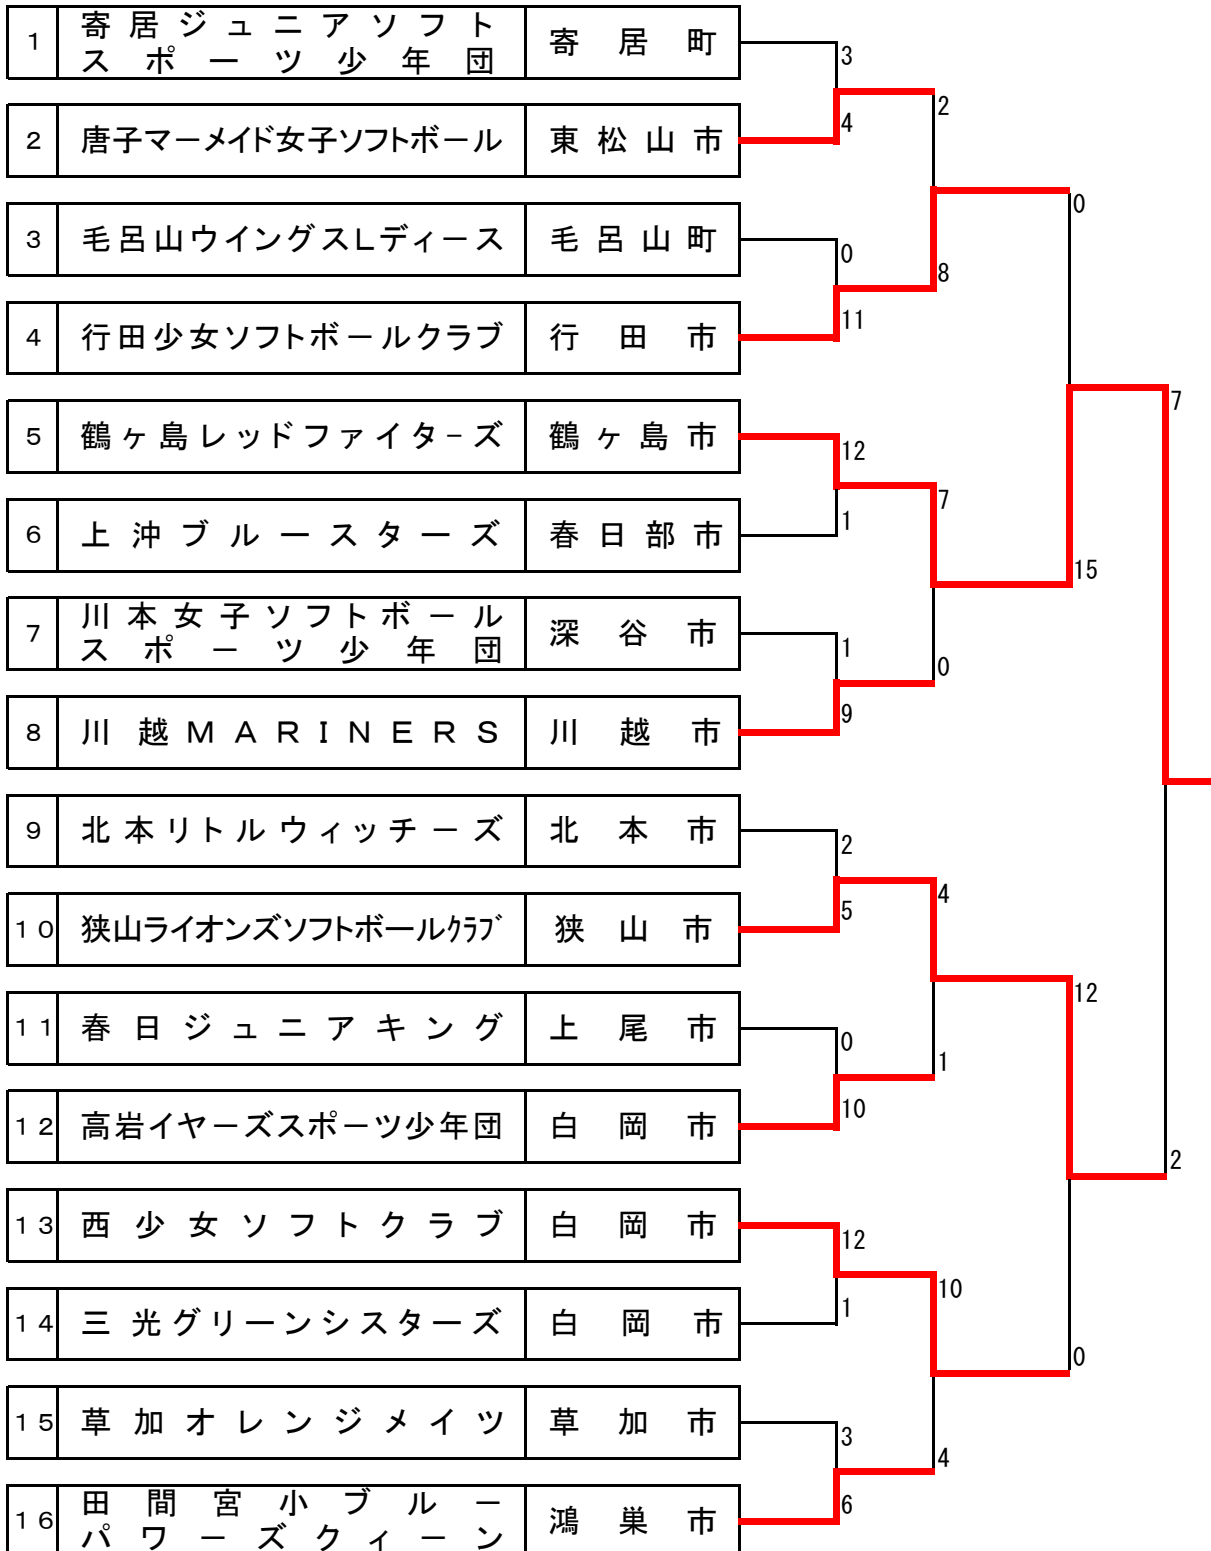 1 寄居ジュニアソフト
スポーツ少年団 寄居町
3
2
4
2 唐子マーメイド女子ソフトボール 東松山市
0
3 毛呂山ウイングスLディース 毛呂山町
0
8
11
4 行田少女ソフトボールクラブ 行田市
7
5 鶴ヶ島レッドファイターズ 鶴ヶ島市
12
7
1
6 上沖ブルースターズ 春日部市
15
7 川本女子ソフトボール
スポーツ少年団 深谷市
1
0
9
8 川越MARINERS 川越市
9 北本リトルウィッチーズ 北本市
2
4
5
10 狭山ライオンズソフトボールクラブ 狭山市
12
11 春日ジュニアキング 上尾市
0
1
10
12 高岩イヤーズスポーツ少年団 白岡市
2
13 西少女ソフトクラブ 白岡市
12
10
1
14 三光グリーンシスターズ 白岡市
0
15 草加オレンジメイツ 草加市
3
4
6
16 田間宮小ブルー
パワーズクィーン 鴻巣市